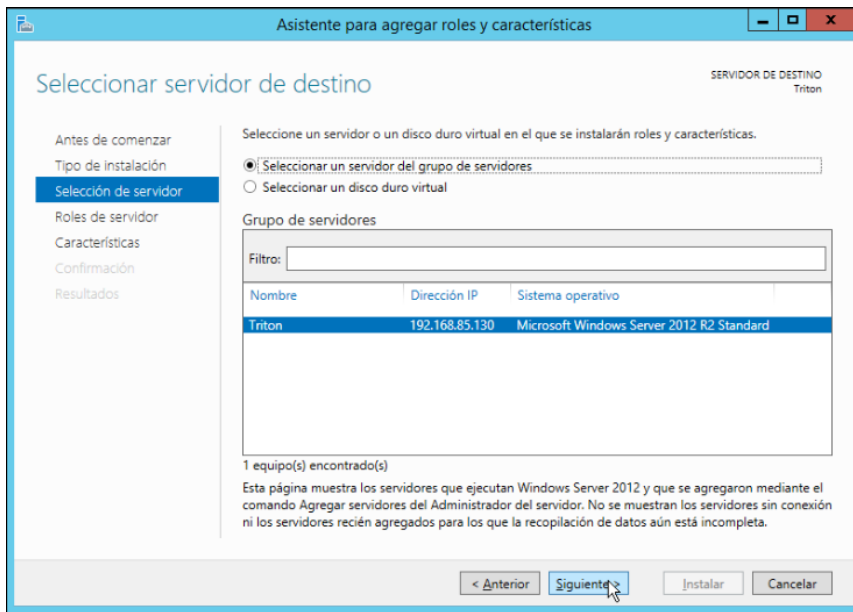 Asistente para agregar roles y características
Seleccionar servidor de destino
SERVIDOR DE DESTINO
Triton
Antes de comenzar
Tipo de instalación
Selección de servidor
Roles de servidor
Características
Confirmación
Resultados
Seleccione un servidor o un disco duro virtual en el que se instalarán roles y características.
Seleccionar un servidor del grupo de servidores
Seleccionar un disco duro virtual
Grupo de servidores
Filtro:
Nombre Dirección IP Sistema operativo
Triton 192.168.85.130 Microsoft Windows Server 2012 R2 Standard
1 equipo(s) encontrado(s)
Esta página muestra los servidores que ejecutan Windows Server 2012 y que se agregaron mediante el
comando Agregar servidores del Administrador del servidor. No se muestran los servidores sin conexión
ni los servidores recién agregados para los que la recopilación de datos aún está incompleta.
< Anterior Siguiente > Instalar Cancelar